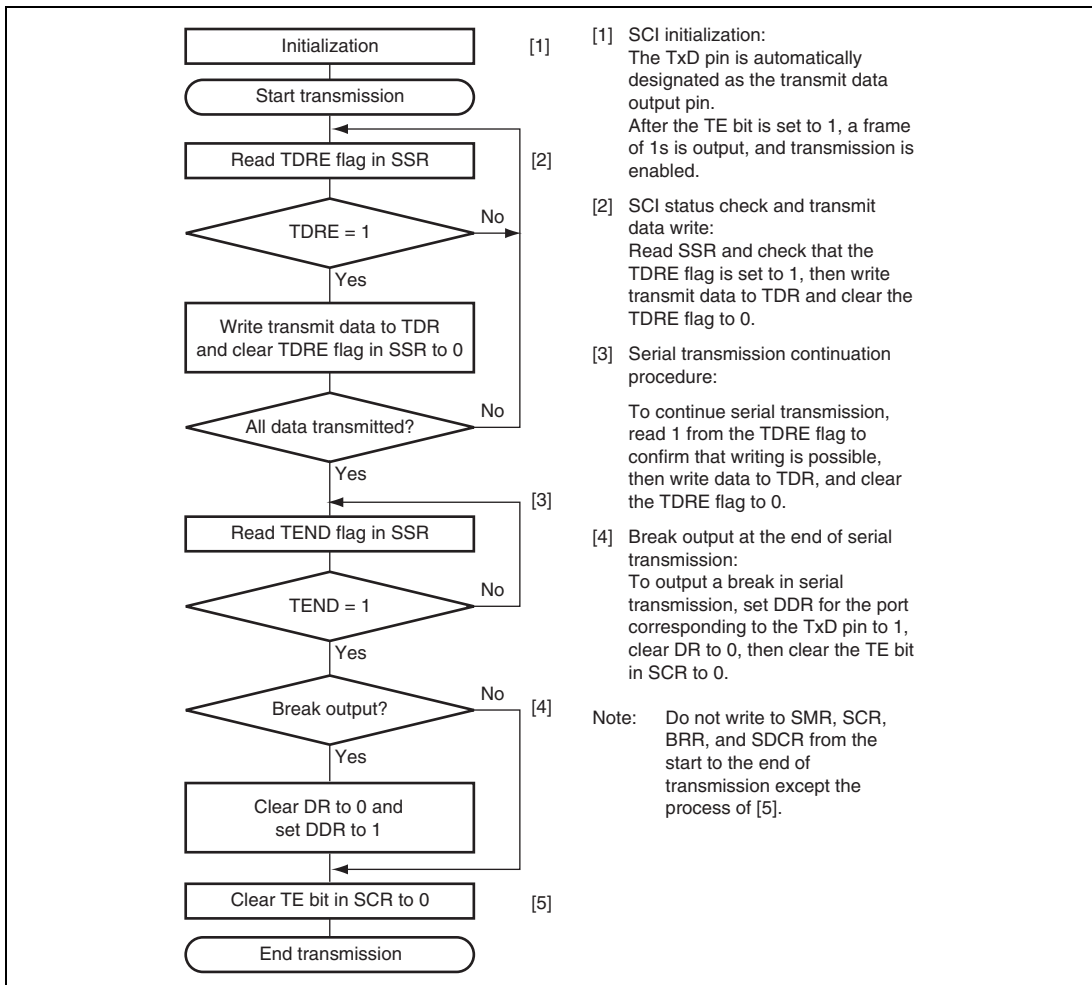 Initialization
[1]
Start transmission
Read TDRE flag in SSR
[2]
No
TDRE = 1
Yes
Write transmit data to TDR
and clear TDRE flag in SSR to 0
No
All data transmitted?
Yes
[3]
Read TEND flag in SSR
No
TEND = 1
Yes
No
[4]
Break output?
Yes
Clear DR to 0 and
set DDR to 1
Clear TE bit in SCR to 0
[5]
End transmission
[1] SCI initialization:
The TxD pin is automatically
designated as the transmit data
output pin.
After the TE bit is set to 1, a frame
of 1s is output, and transmission is
enabled.
[2] SCI status check and transmit
data write:
Read SSR and check that the
TDRE flag is set to 1, then write
transmit data to TDR and clear the
TDRE flag to 0.
[3] Serial transmission continuation
procedure:
To continue serial transmission,
read 1 from the TDRE flag to
confirm that writing is possible,
then write data to TDR, and clear
the TDRE flag to 0.
[4] Break output at the end of serial
transmission:
To output a break in serial
transmission, set DDR for the port
corresponding to the TxD pin to 1,
clear DR to 0, then clear the TE bit
in SCR to 0.
Note: Do not write to SMR, SCR,
BRR, and SDCR from the
start to the end of
transmission except the
process of [5].